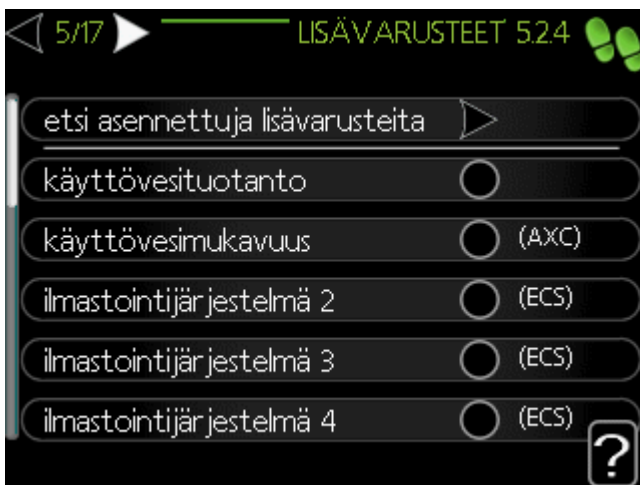 5/17 LISÄVARUSTEET 5.2.4
etsi asennettuja lisävarusteita
käyttövesituotanto
käyttövesimukavuus (AXC)
ilmastointijärjestelmä 2 (ECS)
ilmastointijärjestelmä 3 (ECS)
ilmastointijärjestelmä 4 (ECS)
?